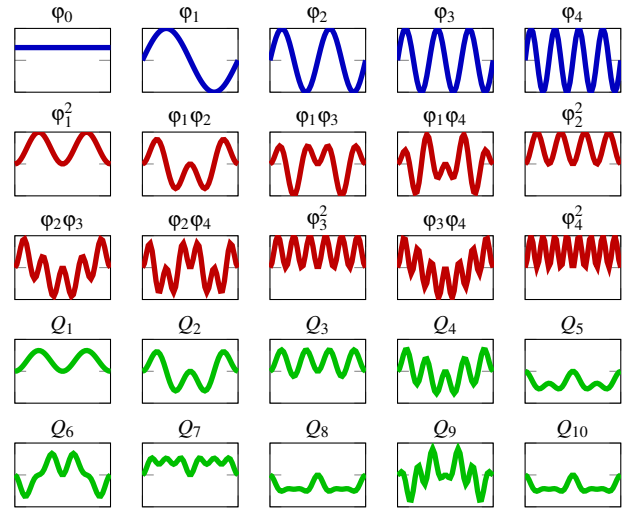 φ₀ φ₁ φ₂ φ₃ φ₄
φ₁² φ₁φ₂ φ₁φ₃ φ₁φ₄ φ₂²
φ₂φ₃ φ₂φ₄ φ₃² φ₃φ₄ φ₄²
Q₁ Q₂ Q₃ Q₄ Q₅
Q₆ Q₇ Q₈ Q₉ Q₁₀